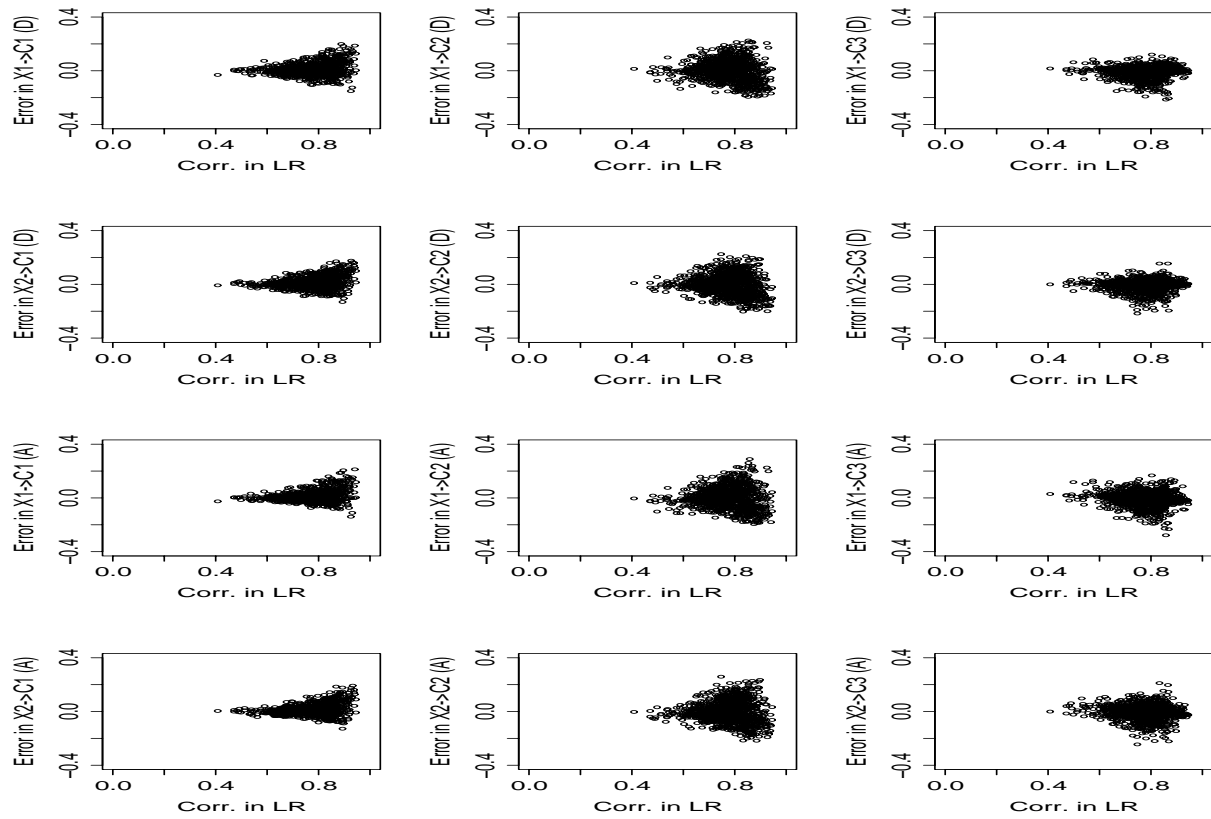 Error in X1->C1 (D)
0.4
0.0
-0.4
0.0 0.4 0.8
Corr. in LR
Error in X1->C2 (D)
0.4
0.0
-0.4
0.0 0.4 0.8
Corr. in LR
Error in X1->C3 (D)
0.4
0.0
-0.4
0.0 0.4 0.8
Corr. in LR
Error in X2->C1 (D)
0.4
0.0
-0.4
0.0 0.4 0.8
Corr. in LR
Error in X2->C2 (D)
0.4
0.0
-0.4
0.0 0.4 0.8
Corr. in LR
Error in X2->C3 (D)
0.4
0.0
-0.4
0.0 0.4 0.8
Corr. in LR
Error in X1->C1 (A)
0.4
0.0
-0.4
0.0 0.4 0.8
Corr. in LR
Error in X1->C2 (A)
0.4
0.0
-0.4
0.0 0.4 0.8
Corr. in LR
Error in X1->C3 (A)
0.4
0.0
-0.4
0.0 0.4 0.8
Corr. in LR
Error in X2->C1 (A)
0.4
0.0
-0.4
0.0 0.4 0.8
Corr. in LR
Error in X2->C2 (A)
0.4
0.0
-0.4
0.0 0.4 0.8
Corr. in LR
Error in X2->C3 (A)
0.4
0.0
-0.4
0.0 0.4 0.8
Corr. in LR